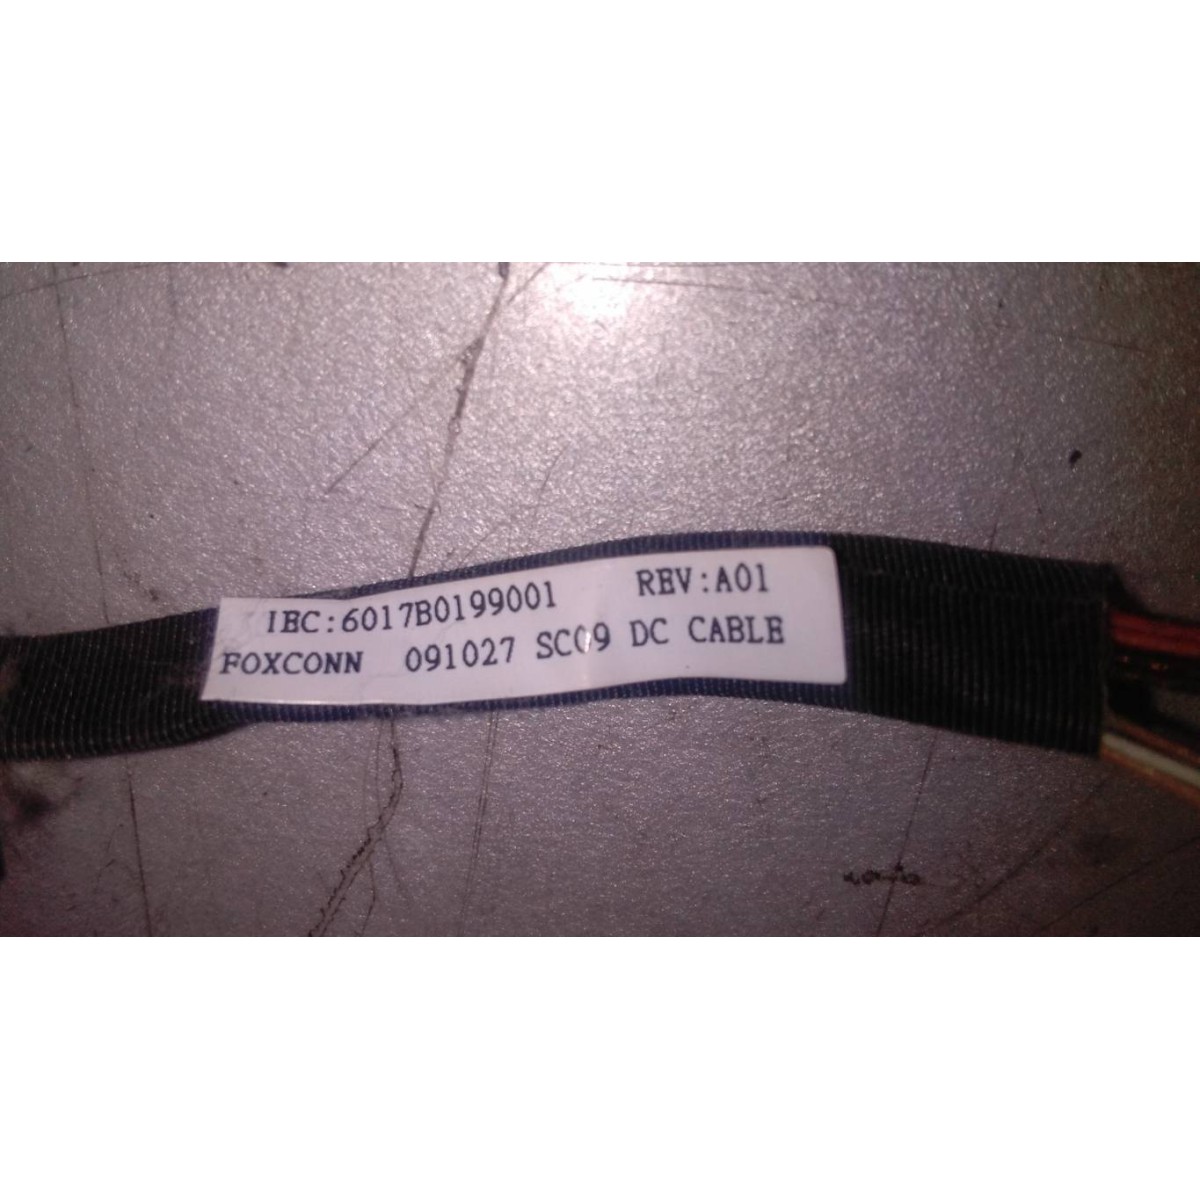 IEC:6017B0199001 REV:A01
FOXCONN 091027 SC09 DC CABLE